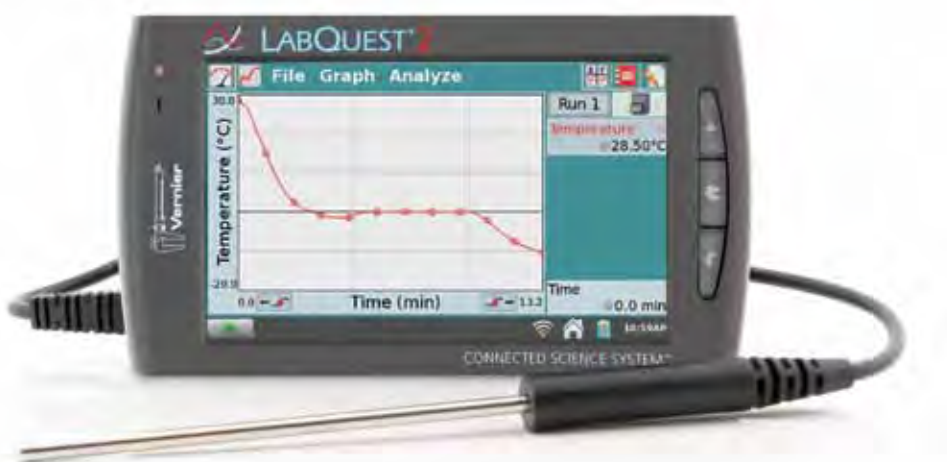 LABQUEST 2
File Graph Analyze
30.0
Run 1
Temperature
28.50°C
Temperature (°C)
Vernier
-20.0
0.0
Time (min)
13.2
Time
0.0 min
CONNECTED SCIENCE SYSTEM™